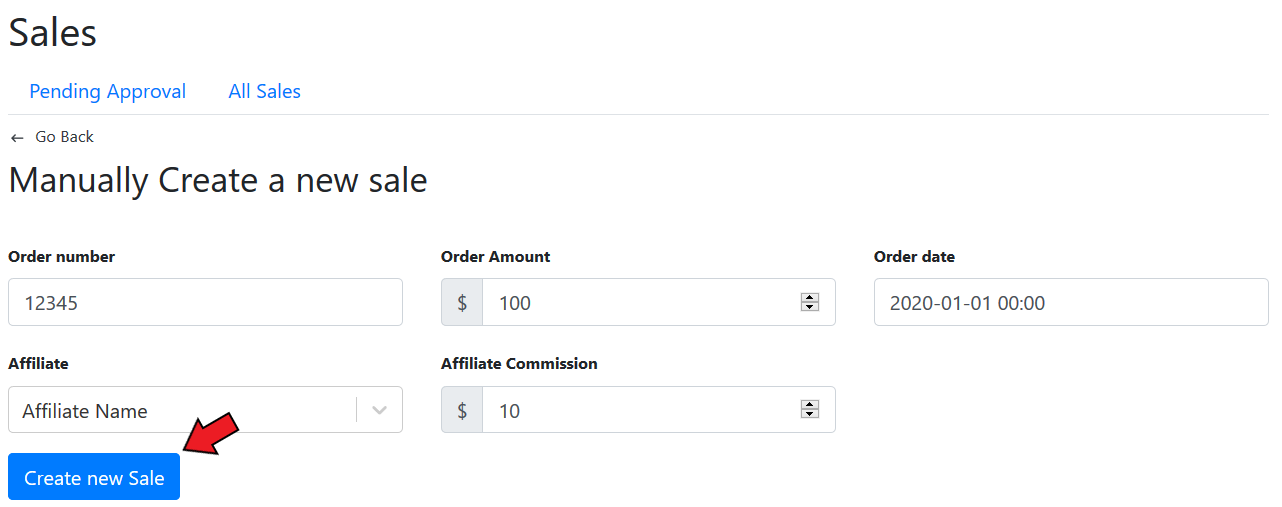 Sales
Pending Approval All Sales
← Go Back
Manually Create a new sale
Order number Order Amount Order date
12345 $ 100 2020-01-01 00:00
Affiliate Affiliate Commission
Affiliate Name $ 10
Create new Sale